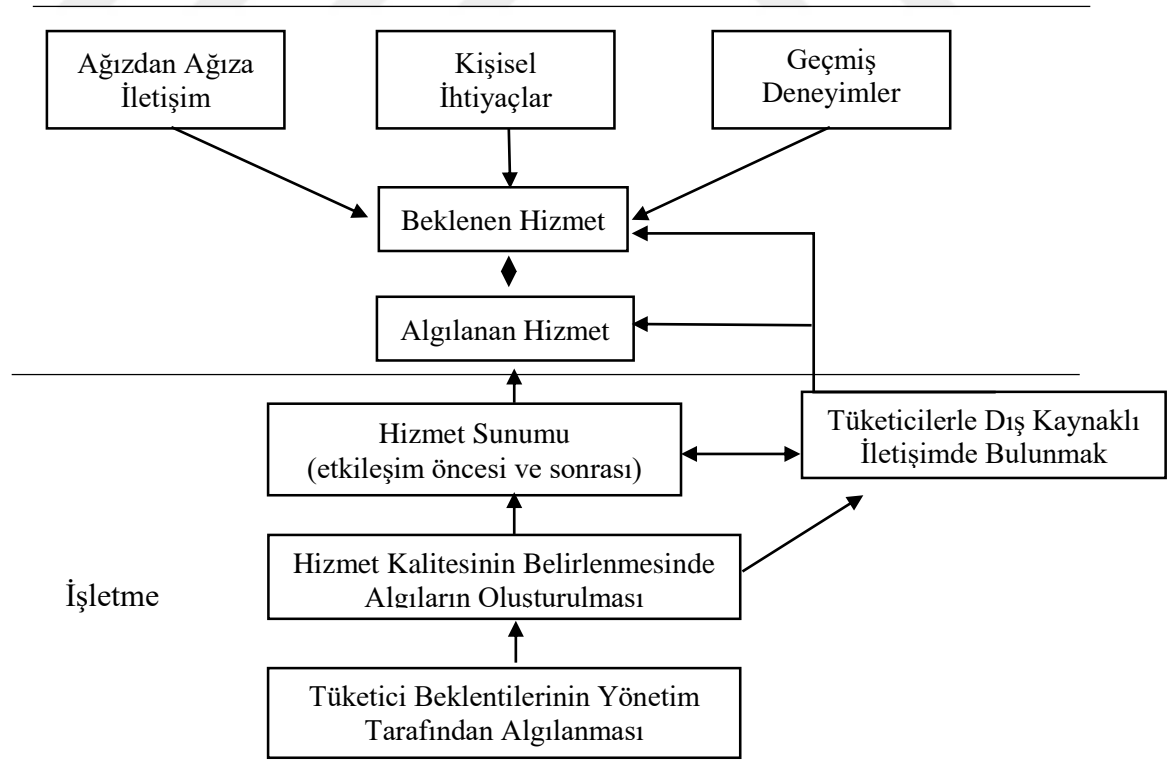 Ağızdan Ağıza
İletişim
Kişisel
İhtiyaçlar
Geçmiş
Deneyimler
Beklenen Hizmet
Algılanan Hizmet
Hizmet Sunumu
(etkileşim öncesi ve sonrası)
Tüketicilerle Dış Kaynaklı
İletişimde Bulunmak
Hizmet Kalitesinin Belirlenmesinde
Algıların Oluşturulması
İşletme
Tüketici Beklentilerinin Yönetim
Tarafından Algılanması